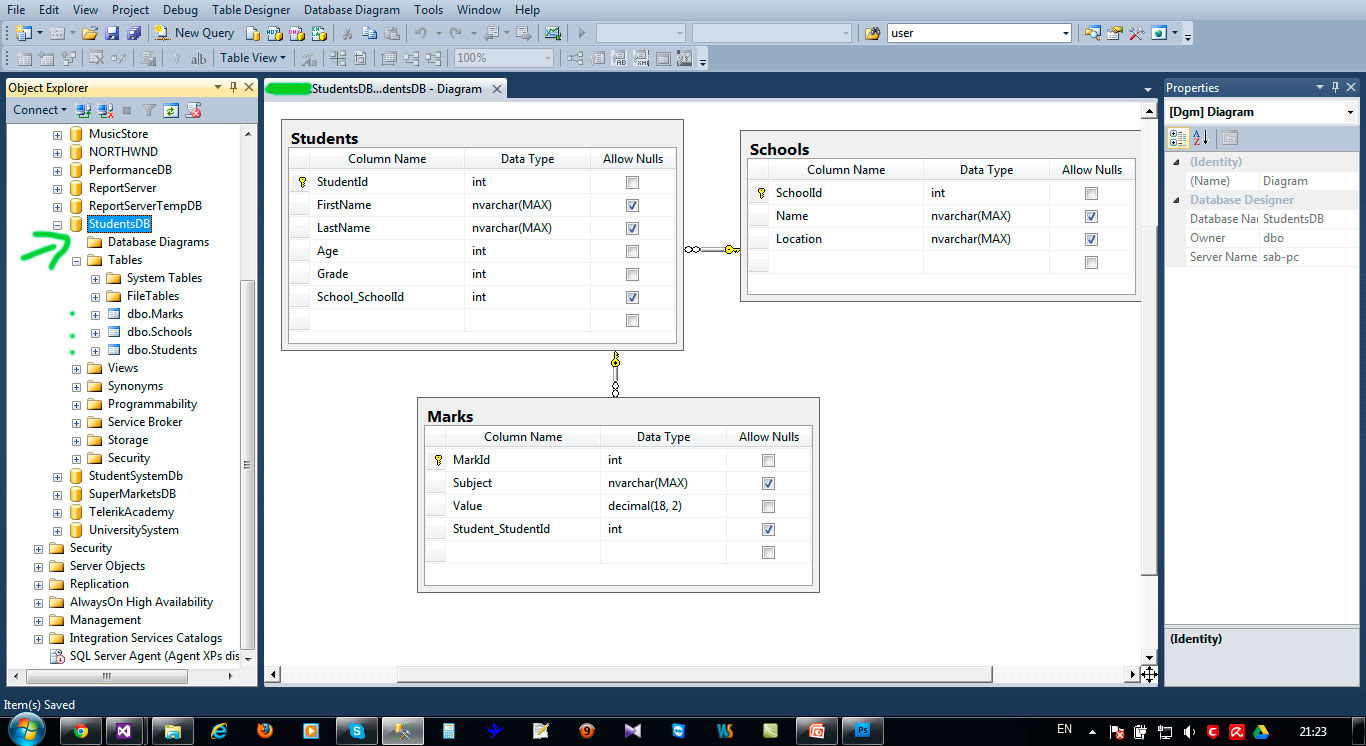 File Edit View Project Debug Table Designer Database Diagram Tools Window Help
New Query user
ab Table View 100%
Object Explorer
Connect
MusicStore
NORTHWND
PerformanceDB
ReportServer
ReportServerTempDB
StudentsDB
Database Diagrams
Tables
System Tables
FileTables
dbo.Marks
dbo.Schools
dbo.Students
Views
Synonyms
Programmability
Service Broker
Storage
Security
StudentSystemDb
SuperMarketsDB
TelerikAcademy
UniversitySystem
Security
Server Objects
Replication
AlwaysOn High Availability
Management
Integration Services Catalogs
SQL Server Agent (Agent XPs dis
.StudentsDB...dentsDB - Diagram
Students
Column Name Data Type Allow Nulls
StudentId int
FirstName nvarchar(MAX)
LastName nvarchar(MAX)
Age int
Grade int
School_SchoolId int
Schools
Column Name Data Type Allow Nulls
SchoolId int
Name nvarchar(MAX)
Location nvarchar(MAX)
Marks
Column Name Data Type Allow Nulls
MarkId int
Subject nvarchar(MAX)
Value decimal(18, 2)
Student_StudentId int
Properties
[Dgm] Diagram
(Identity)
(Name) Diagram
Database Designer
Database Nar StudentsDB
Owner dbo
Server Name sab-pc
(Identity)
Item(s) Saved
EN 21:23